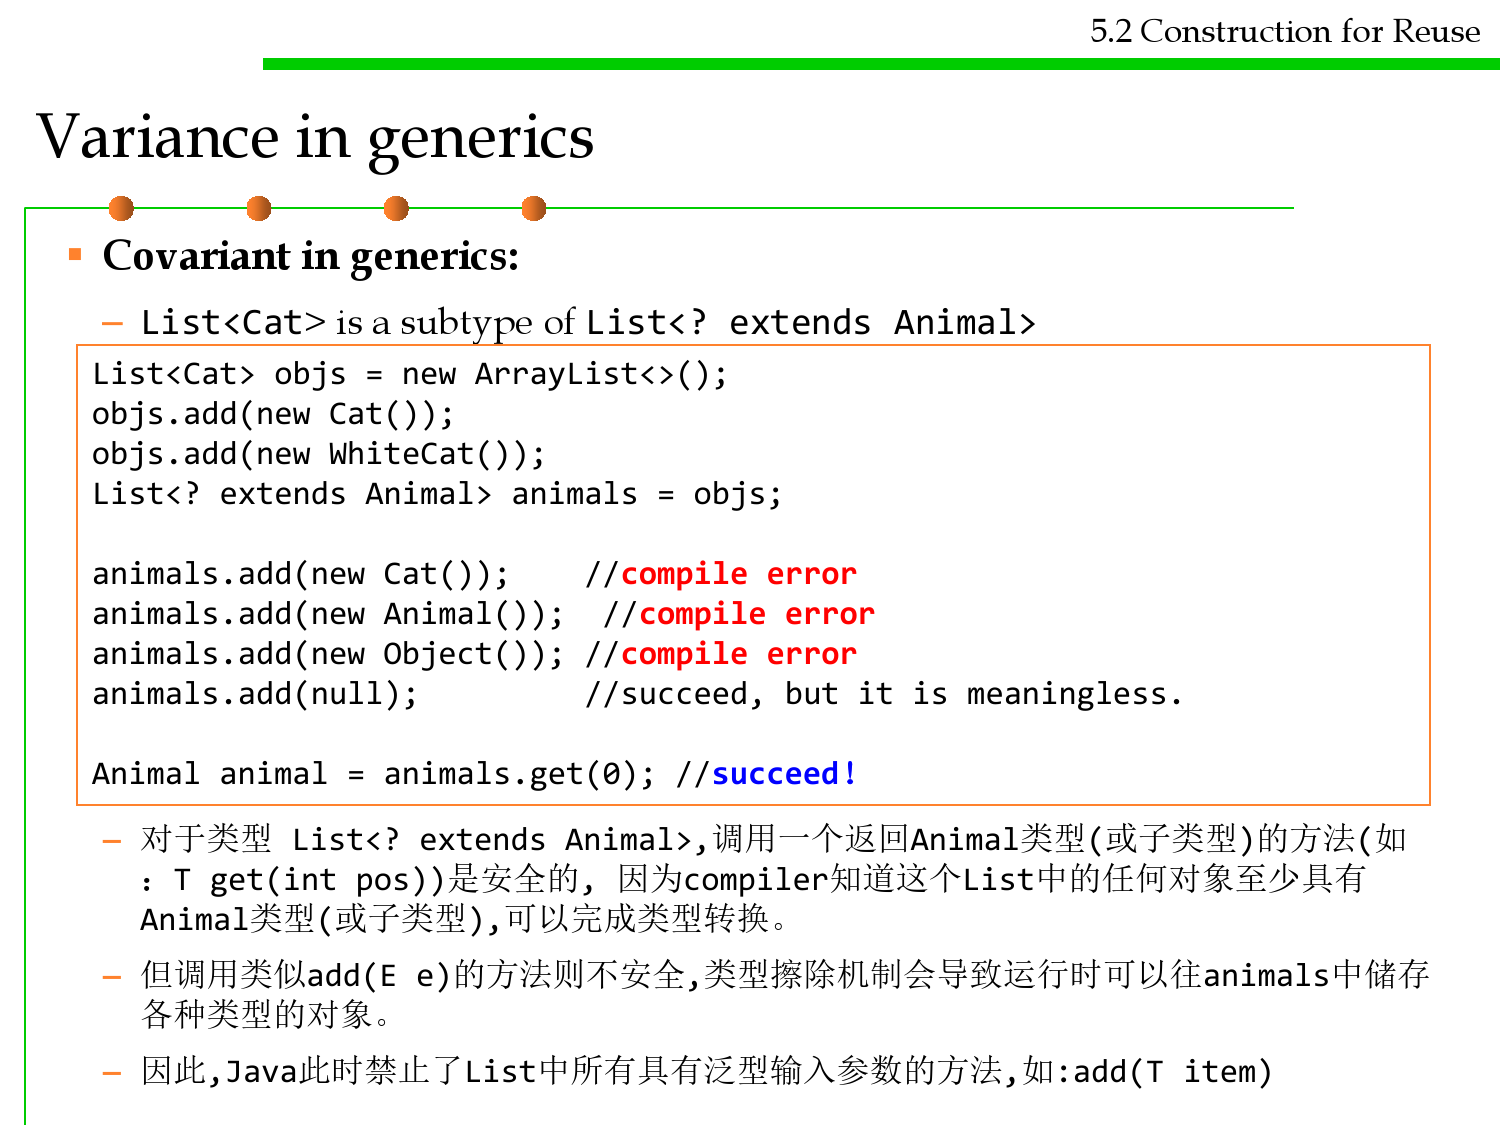 5.2 Construction for Reuse
Variance in generics
▪ Covariant in generics:
– List<Cat> is a subtype of List<? extends Animal>
List<Cat> objs = new ArrayList<>();
objs.add(new Cat());
objs.add(new WhiteCat());
List<? extends Animal> animals = objs;
animals.add(new Cat());    //compile error
animals.add(new Animal());  //compile error
animals.add(new Object()); //compile error
animals.add(null);         //succeed, but it is meaningless.
Animal animal = animals.get(0); //succeed!
– 对于类型 List<? extends Animal>,调用一个返回Animal类型(或子类型)的方法(如
：T get(int pos))是安全的, 因为compiler知道这个List中的任何对象至少具有
Animal类型(或子类型),可以完成类型转换。
– 但调用类似add(E e)的方法则不安全,类型擦除机制会导致运行时可以往animals中储存
各种类型的对象。
– 因此,Java此时禁止了List中所有具有泛型输入参数的方法,如:add(T item)